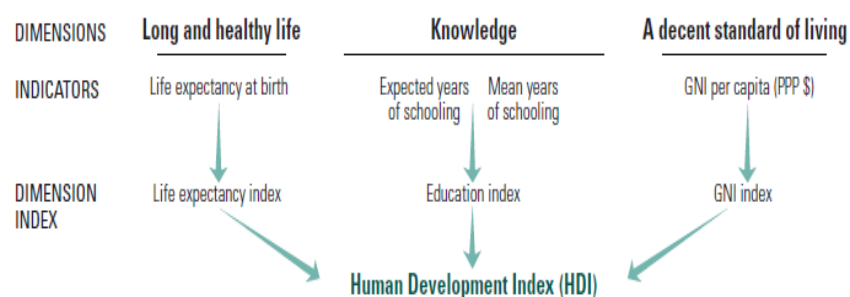 DIMENSIONS Long and healthy life Knowledge A decent standard of living
INDICATORS Life expectancy at birth Expected years Mean years GNI per capita (PPP $)
of schooling of schooling
DIMENSION Life expectancy index Education index GNI index
INDEX
Human Development Index (HDI)